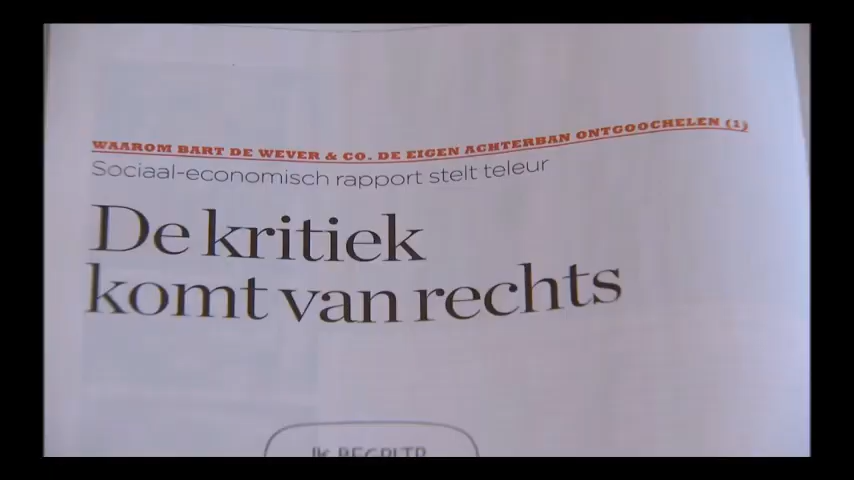 WAAROM BART DE WEVER & CO. DE EIGEN ACHTERBAN ONTGOOCHELEN (1)
Sociaal-economisch rapport stelt teleur
De kritiek
komt van rechts
IK